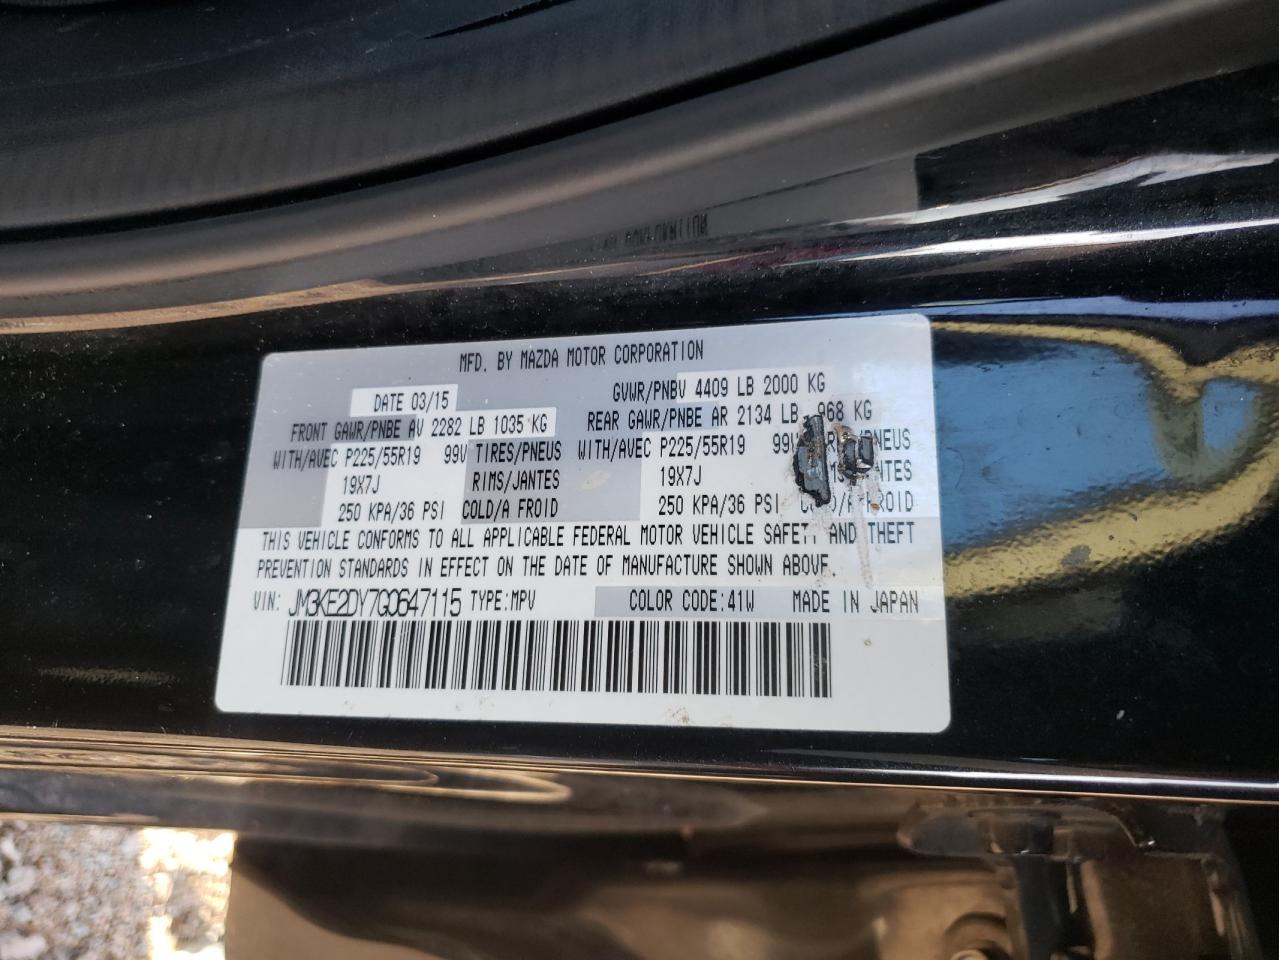 MFD. BY MAZDA MOTOR CORPORATION
DATE 03/15 GVWR/PNBV 4409 LB 2000 KG
FRONT GAWR/PNBE AV 2282 LB 1035 KG REAR GAWR/PNBE AR 2134 LB 968 KG
WITH/AVEC P225/55R19 99V TIRES/PNEUS WITH/AVEC P225/55R19 99V
19X7J RIMS/JANTES 19X7J
250 KPA/36 PSI COLD/A FROID 250 KPA/36 PSI COLD/A FROID
THIS VEHICLE CONFORMS TO ALL APPLICABLE FEDERAL MOTOR VEHICLE SAFETY AND THEFT
PREVENTION STANDARDS IN EFFECT ON THE DATE OF MANUFACTURE SHOWN ABOVE.
VIN: JM3KE2DY7G0647115 TYPE:MPV COLOR CODE:41W MADE IN JAPAN